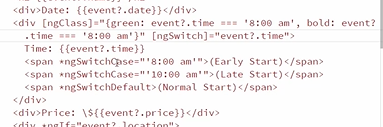 <div>Date: {{event?.date}}</div>
<div [ngClass]="{green: event?.time === '8:00 am', bold: event?
.time === '8:00 am'}" [ngSwitch]="event?.time">
Time: {{event?.time}}
<span *ngSwitchCase="'8:00 am'">(Early Start)</span>
<span *ngSwitchCase="'10:00 am'">(Late Start)</span>
<span *ngSwitchDefault>(Normal Start)</span>
</div>
<div>Price: \${{event?.price}}</div>
<div *ngIf="event?.location">